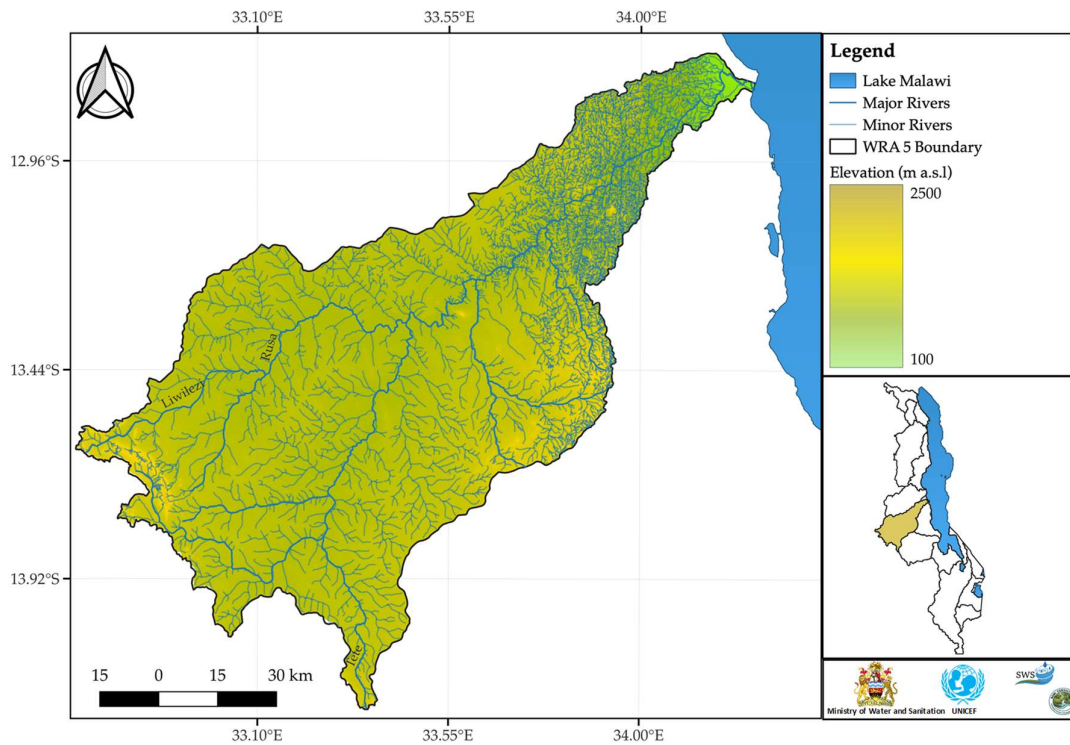 33.10°E 33.55°E 34.00°E
12.96°S
13.44°S
13.92°S
Liwilezi
Rusa
Tete
15 0 15 30 km
33.10°E 33.55°E 34.00°E
Legend
Lake Malawi
Major Rivers
Minor Rivers
WRA 5 Boundary
Elevation (m a.s.l)
2500
100
SWS
Ministry of Water and Sanitation UNICEF